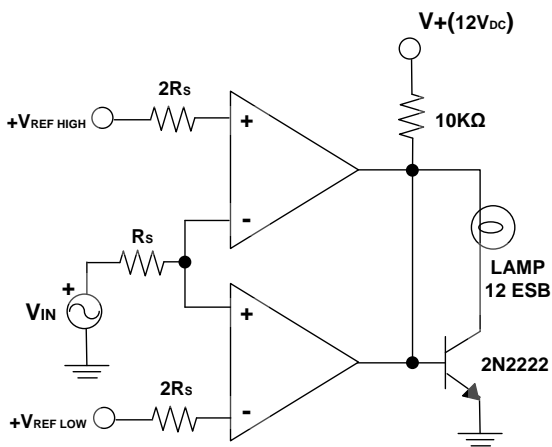 V+(12VDC)
2RS
+VREF HIGH
+
10KΩ
-
RS
LAMP
12 ESB
+
VIN
+
2N2222
2RS
+VREF LOW
-